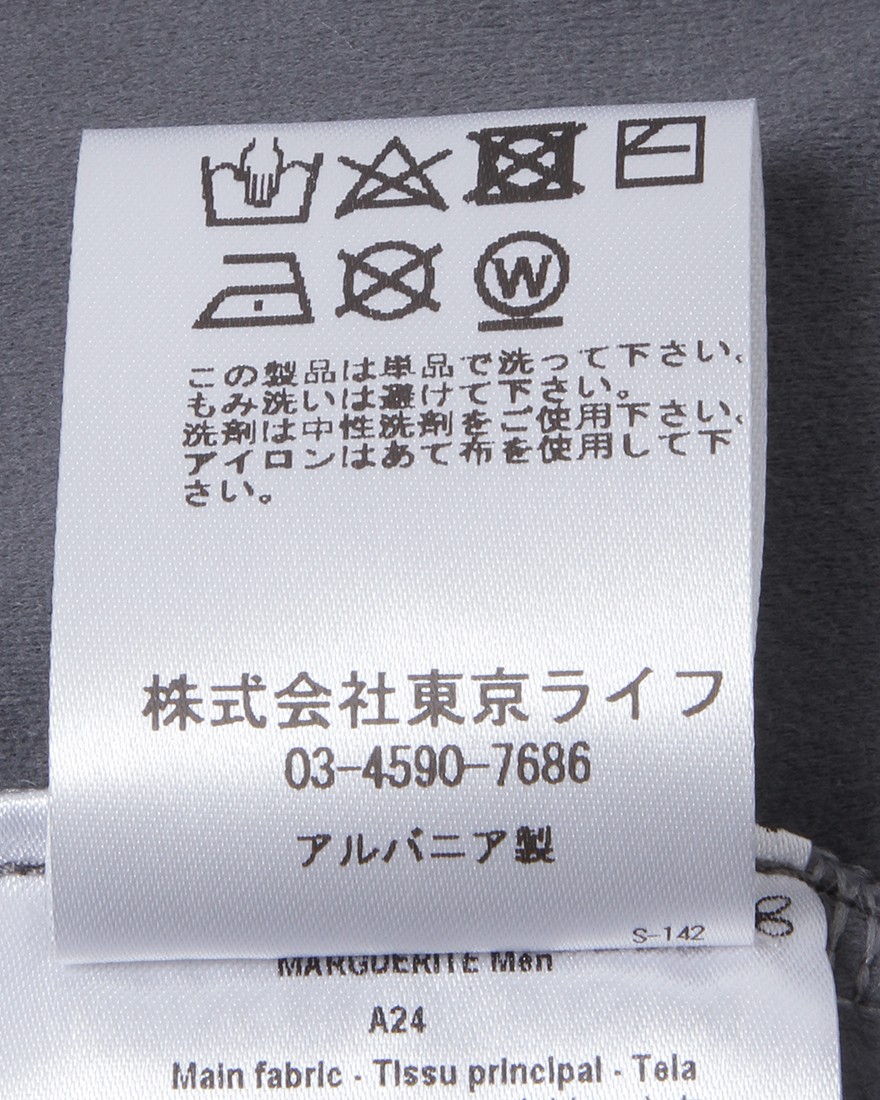 W
この製品は単品で洗って下さい。
もみ洗いは避けて下さい。
洗剤は中性洗剤をご使用下さい。
アイロンはあて布を使用して下
さい。
株式会社東京ライフ
03-4590-7686
アルバニア製
S-142
MARGUERITE Men
A24
Main fabric - Tissu principal - Tela